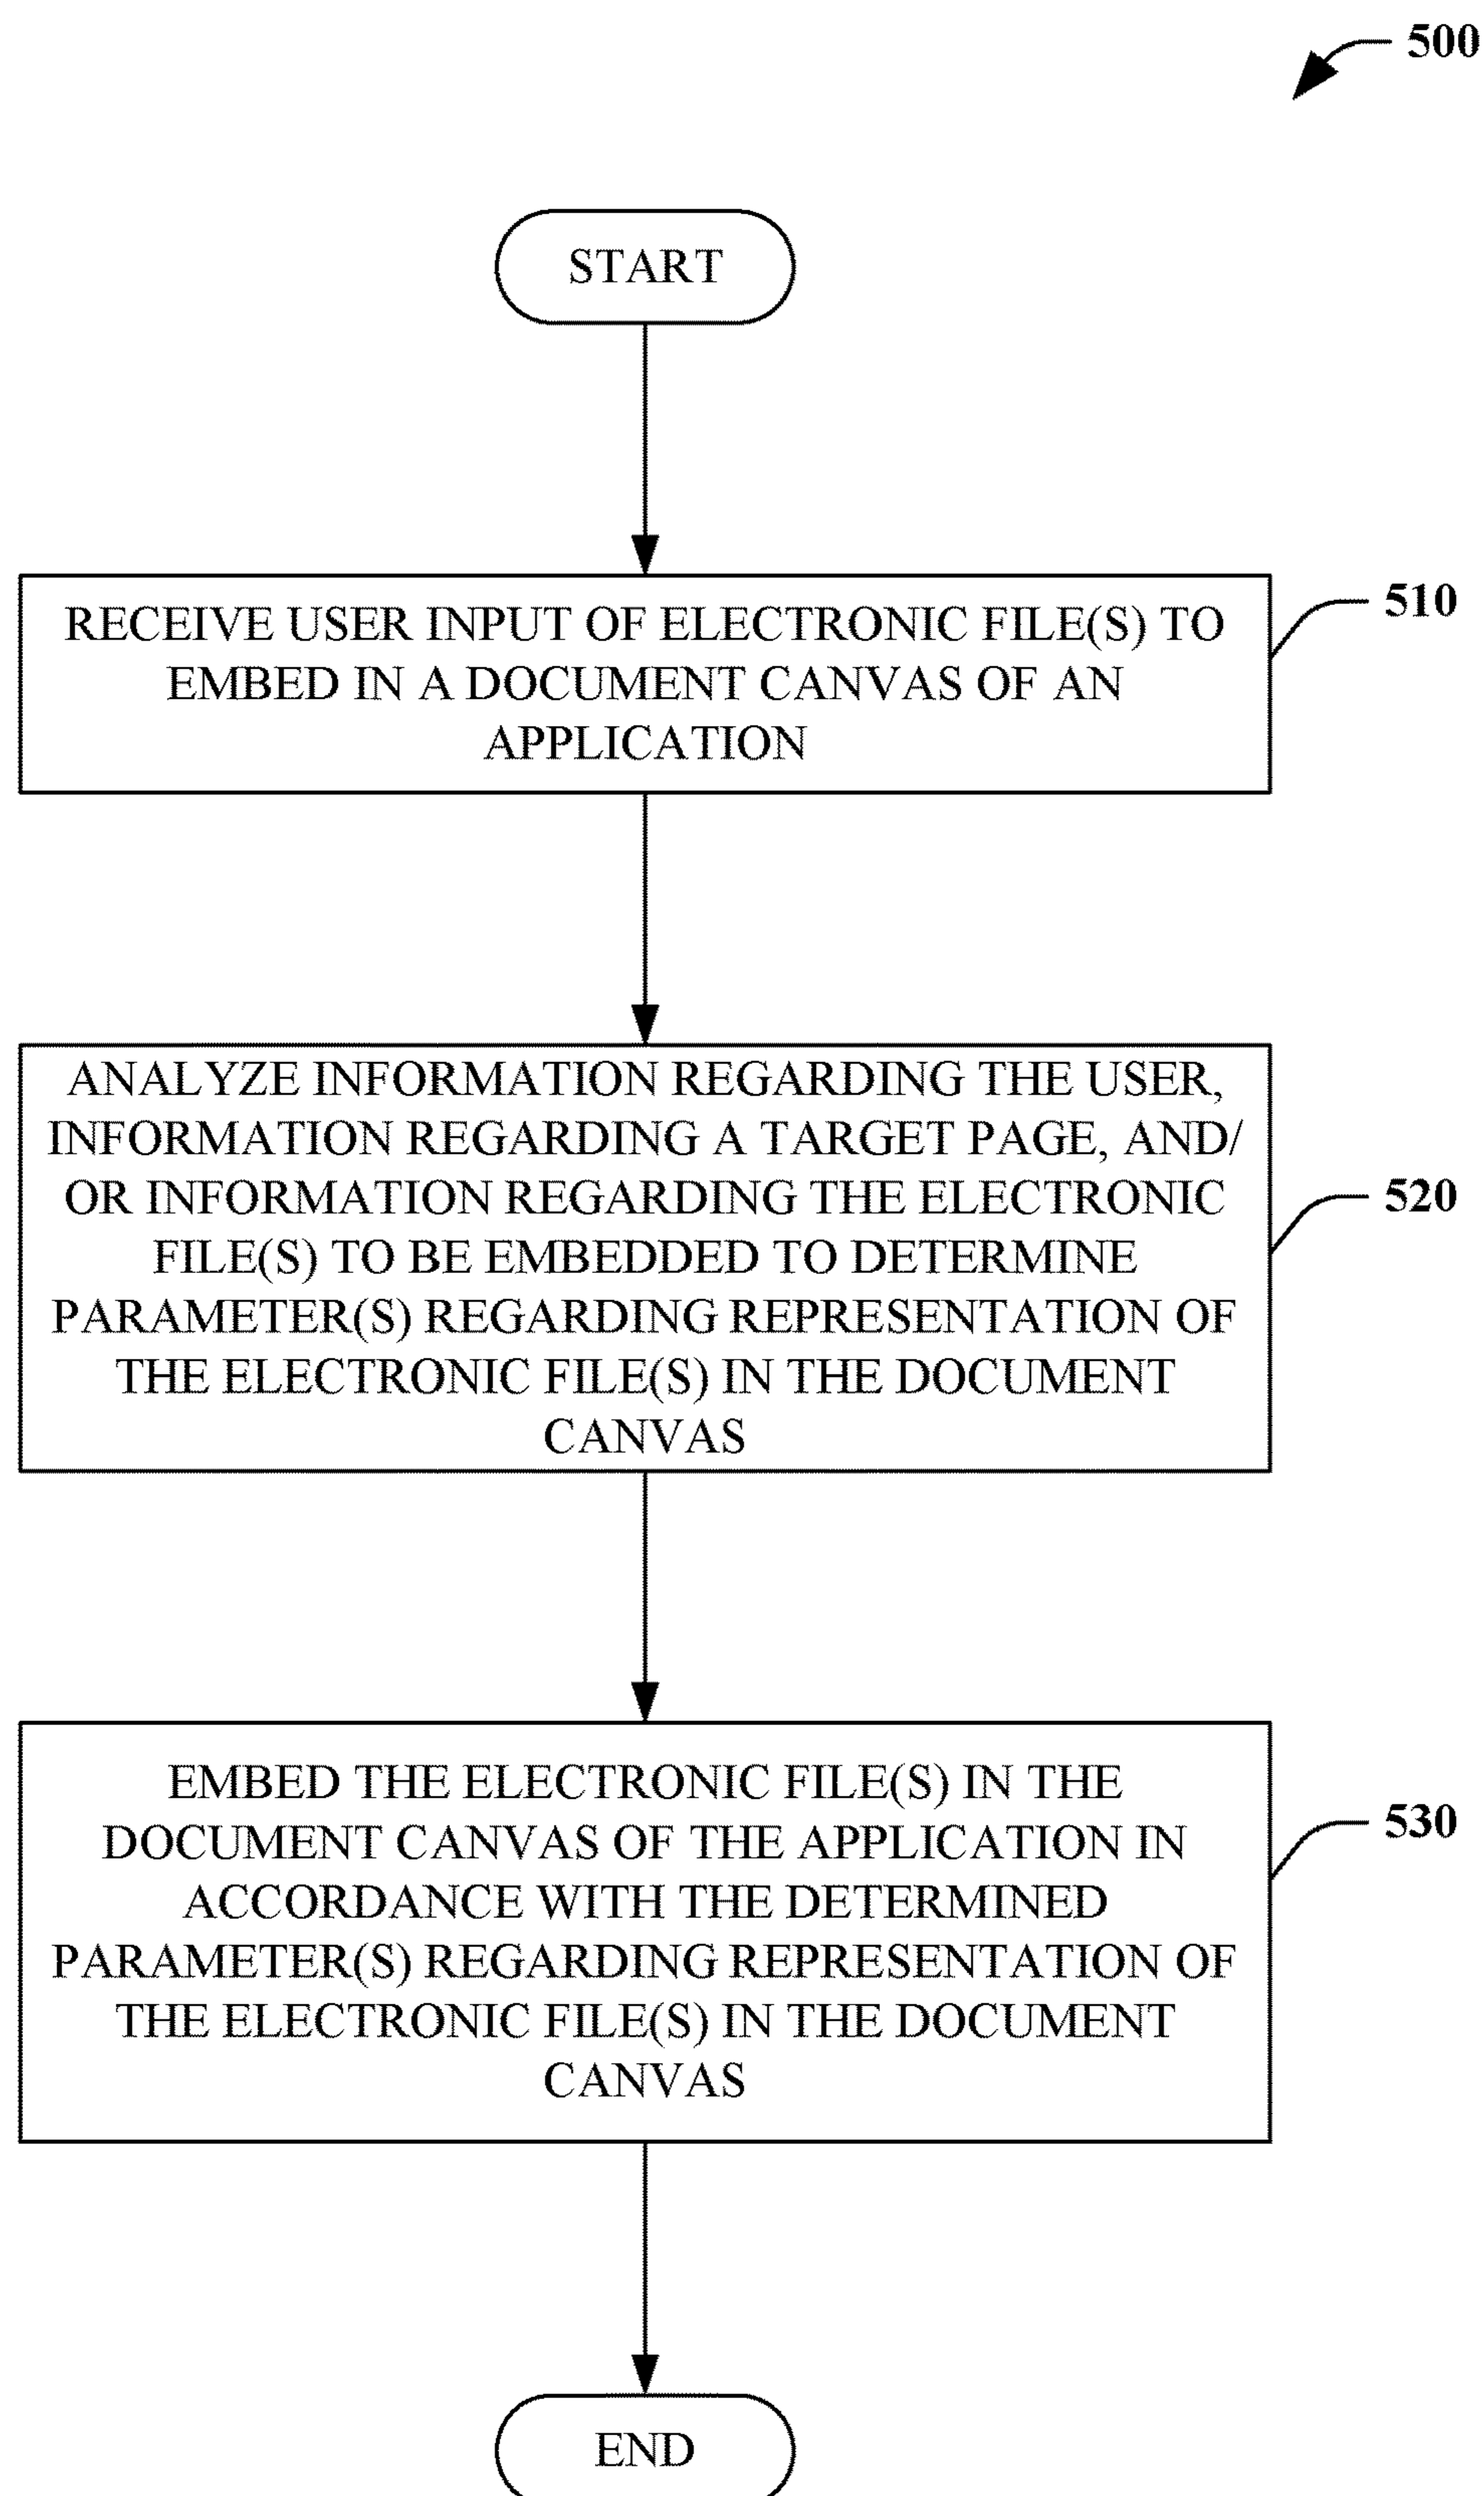 500
START
RECEIVE USER INPUT OF ELECTRONIC FILE(S) TO
EMBED IN A DOCUMENT CANVAS OF AN
APPLICATION
510
ANALYZE INFORMATION REGARDING THE USER,
INFORMATION REGARDING A TARGET PAGE, AND/
OR INFORMATION REGARDING THE ELECTRONIC
FILE(S) TO BE EMBEDDED TO DETERMINE
PARAMETER(S) REGARDING REPRESENTATION OF
THE ELECTRONIC FILE(S) IN THE DOCUMENT
CANVAS
520
EMBED THE ELECTRONIC FILE(S) IN THE
DOCUMENT CANVAS OF THE APPLICATION IN
ACCORDANCE WITH THE DETERMINED
PARAMETER(S) REGARDING REPRESENTATION OF
THE ELECTRONIC FILE(S) IN THE DOCUMENT
CANVAS
530
END